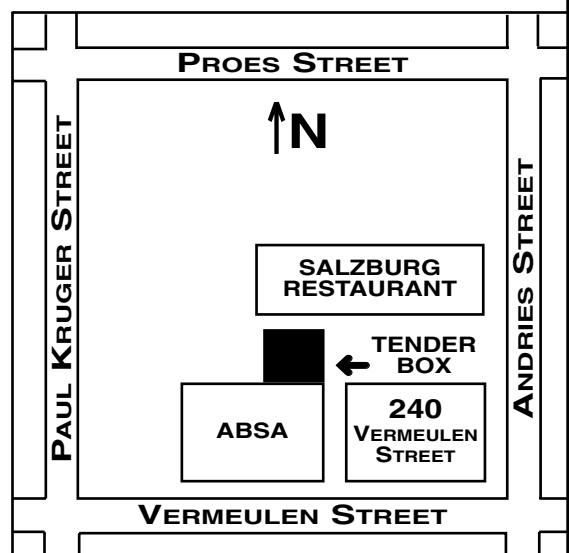 PROES STREET
N
PAUL KRUGER STREET
ANDRIES STREET
SALZBURG
RESTAURANT
TENDER
BOX
ABSA
240
VERMEULEN
STREET
VERMEULEN STREET